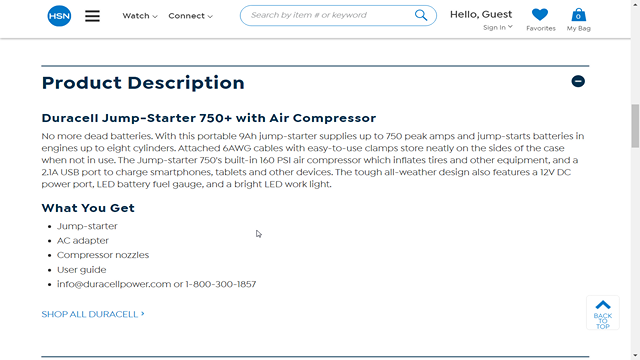 HSN
Watch
Connect
Search by item # or keyword
Hello, Guest
Sign In
Favorites
0
My Bag
Product Description
Duracell Jump-Starter 750+ with Air Compressor
No more dead batteries. With this portable 9Ah jump-starter supplies up to 750 peak amps and jump-starts batteries in
engines up to eight cylinders. Attached 6AWG cables with easy-to-use clamps store neatly on the sides of the case
when not in use. The Jump-starter 750's built-in 160 PSI air compressor which inflates tires and other equipment, and a
2.1A USB port to charge smartphones, tablets and other devices. The tough all-weather design also features a 12V DC
power port, LED battery fuel gauge, and a bright LED work light.
What You Get
• Jump-starter
• AC adapter
• Compressor nozzles
• User guide
• info@duracellpower.com or 1-800-300-1857
SHOP ALL DURACELL >
BACK
TO
TOP